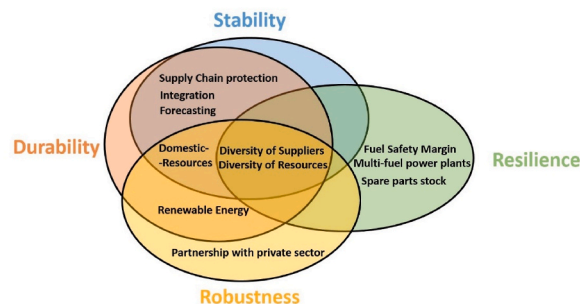 Stability
Supply Chain protection
Integration
Forecasting
Durability
Domestic-
-Resources
Diversity of Suppliers
Diversity of Resources
Fuel Safety Margin
Multi-fuel power plants
Spare parts stock
Resilience
Renewable Energy
Partnership with private sector
Robustness